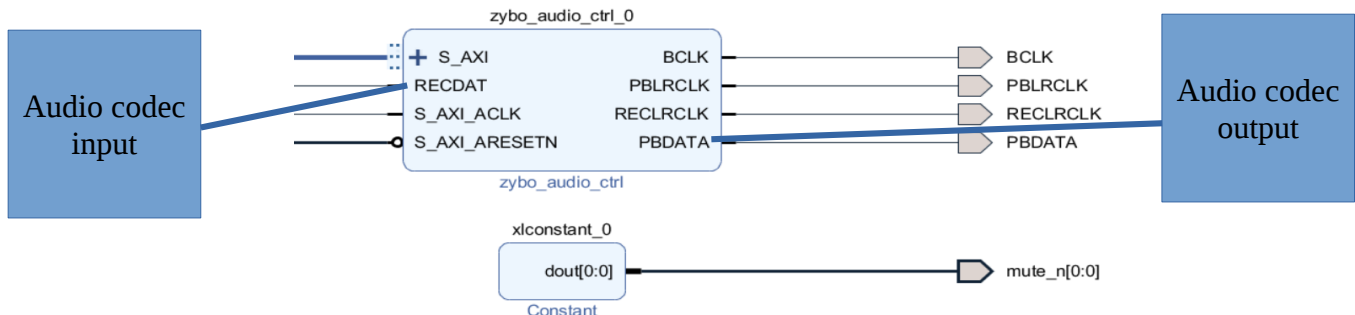 Audio codec
input
zybo_audio_ctrl_0
S_AXI
RECDAT
S_AXI_ACLK
S_AXI_ARESETN
BCLK
PBLRCLK
RECLRCLK
PBDATA
zybo_audio_ctrl
BCLK
PBLRCLK
RECLRCLK
PBDATA
Audio codec
output
xlconstant_0
dout[0:0]
Constant
mute_n[0:0]